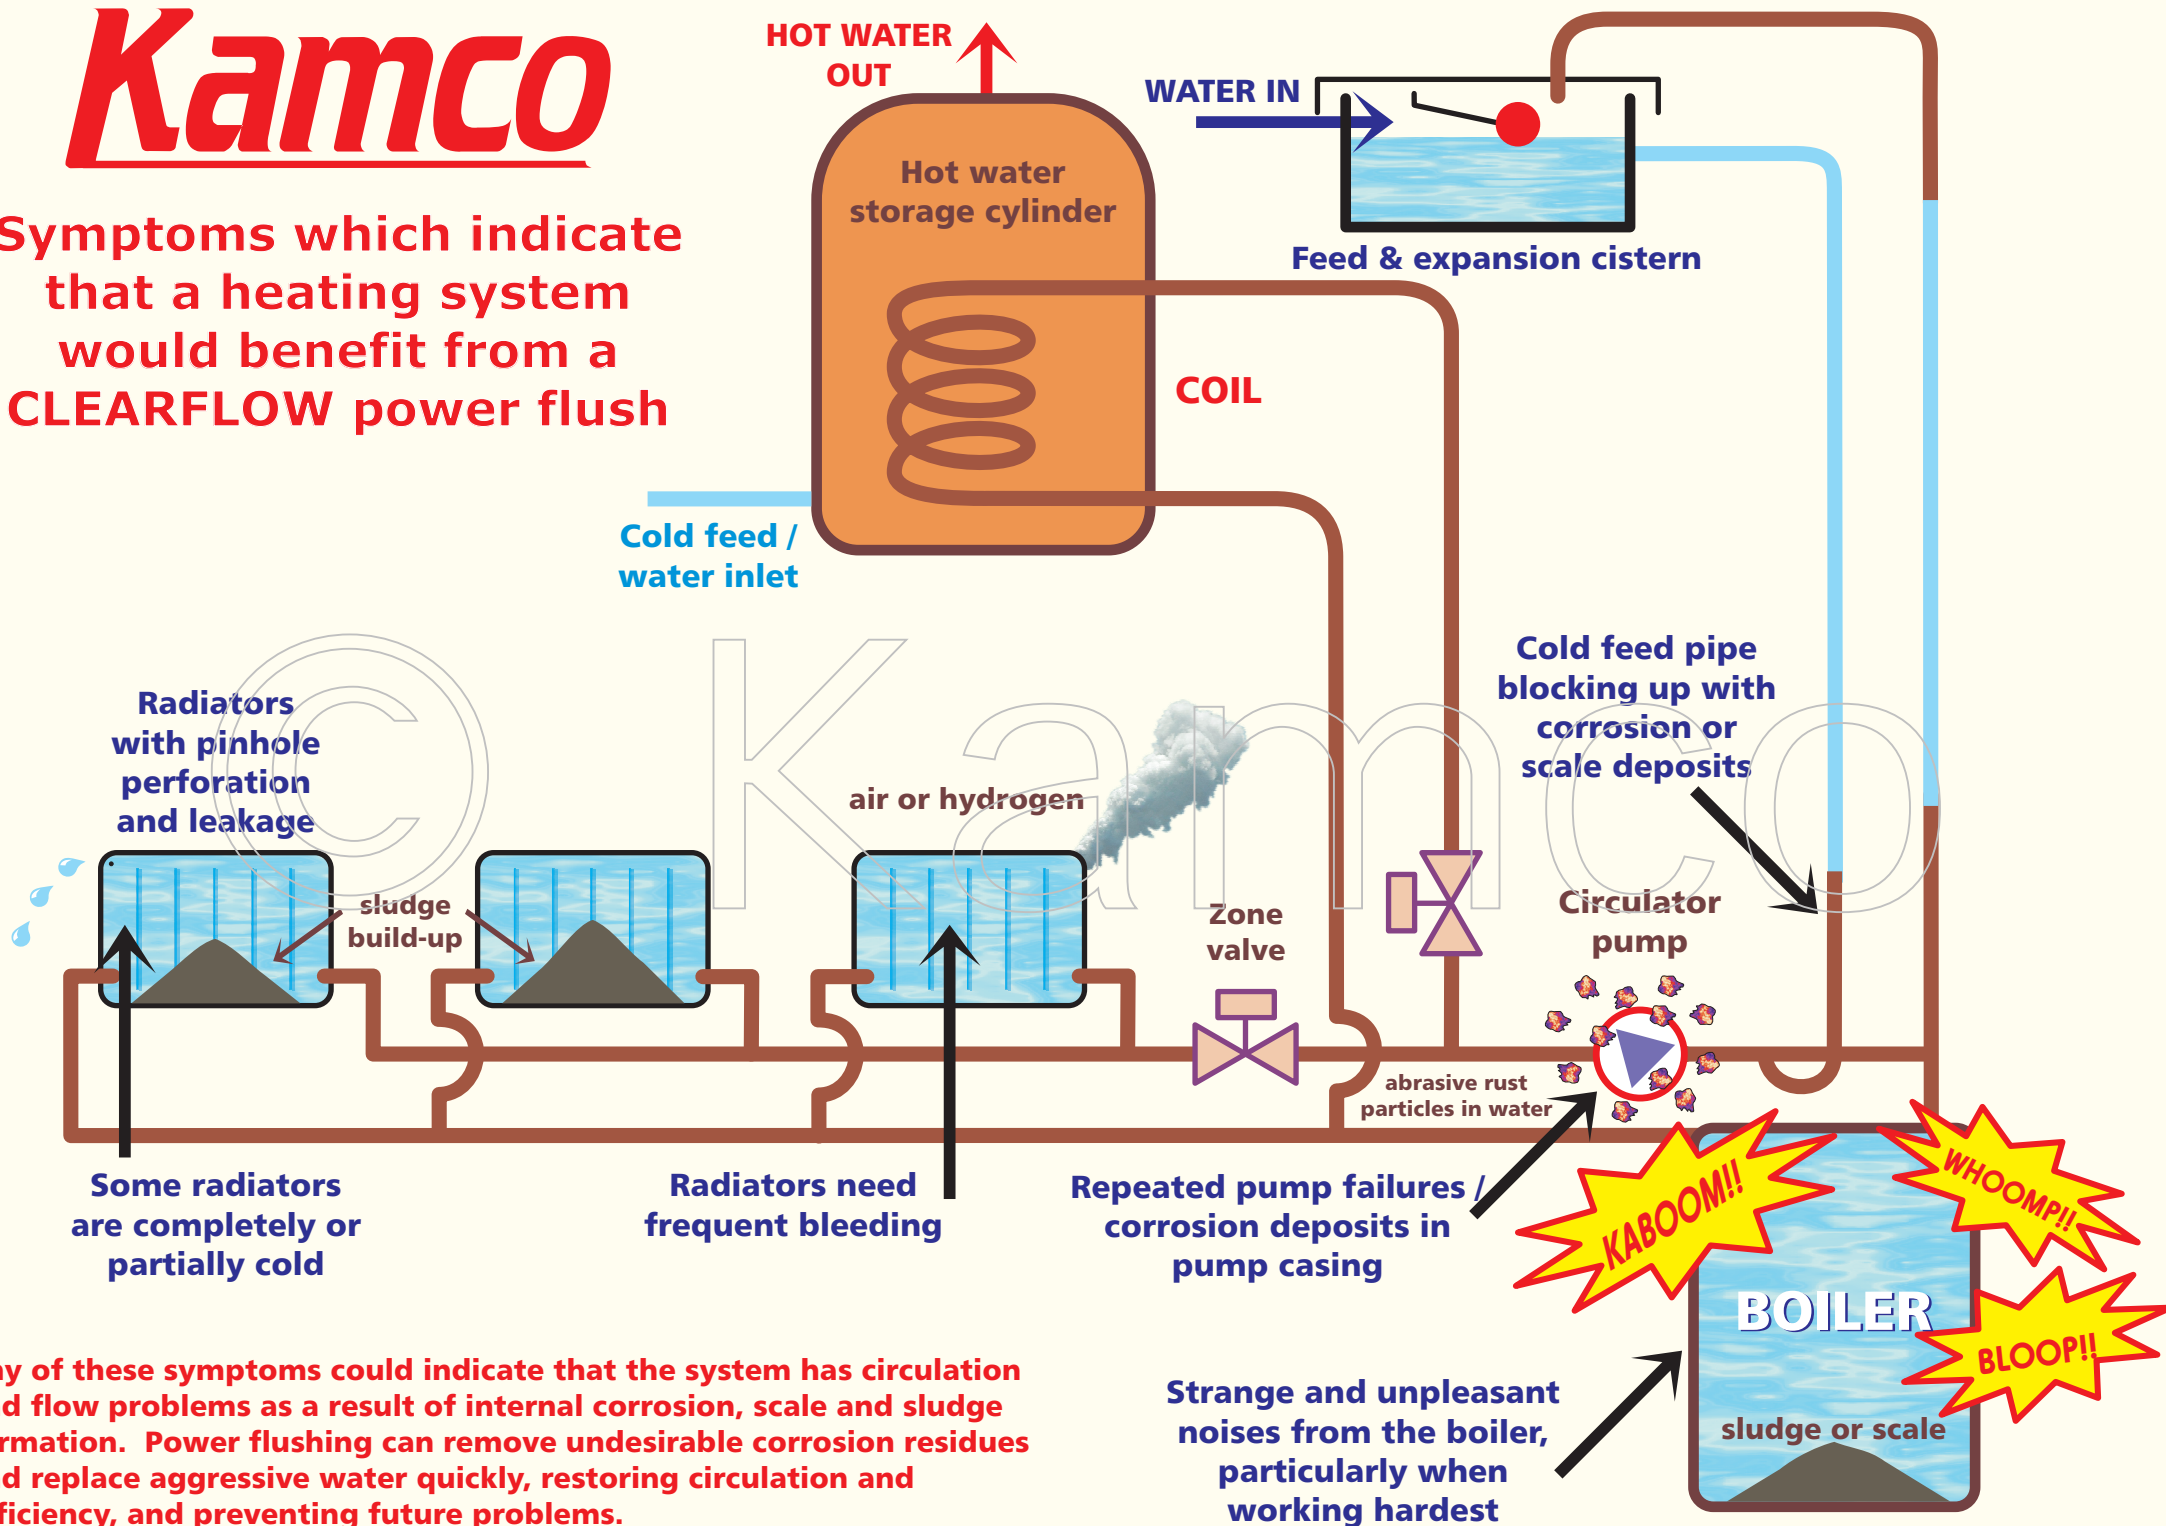 Kamco
Symptoms which indicate
that a heating system
would benefit from a
CLEARFLOW power flush
HOT WATER
OUT
WATER IN
Hot water
storage cylinder
Feed & expansion cistern
COIL
Cold feed /
water inlet
Cold feed pipe
blocking up with
corrosion or
scale deposits
Radiators
with pinhole
perforation
and leakage
© Kamco
air or hydrogen
sludge
build-up
Zone
valve
Circulator
pump
abrasive rust
particles in water
Some radiators
are completely or
partially cold
Radiators need
frequent bleeding
Repeated pump failures /
corrosion deposits in
pump casing
KABOOM!!
WHOOMP!!
BOILER
BLOOP!!
sludge or scale
Strange and unpleasant
noises from the boiler,
particularly when
working hardest
of these symptoms could indicate that the system has circulation
flow problems as a result of internal corrosion, scale and sludge
Power flushing can remove undesirable corrosion residues
replace aggressive water quickly, restoring circulation and
and preventing future problems.